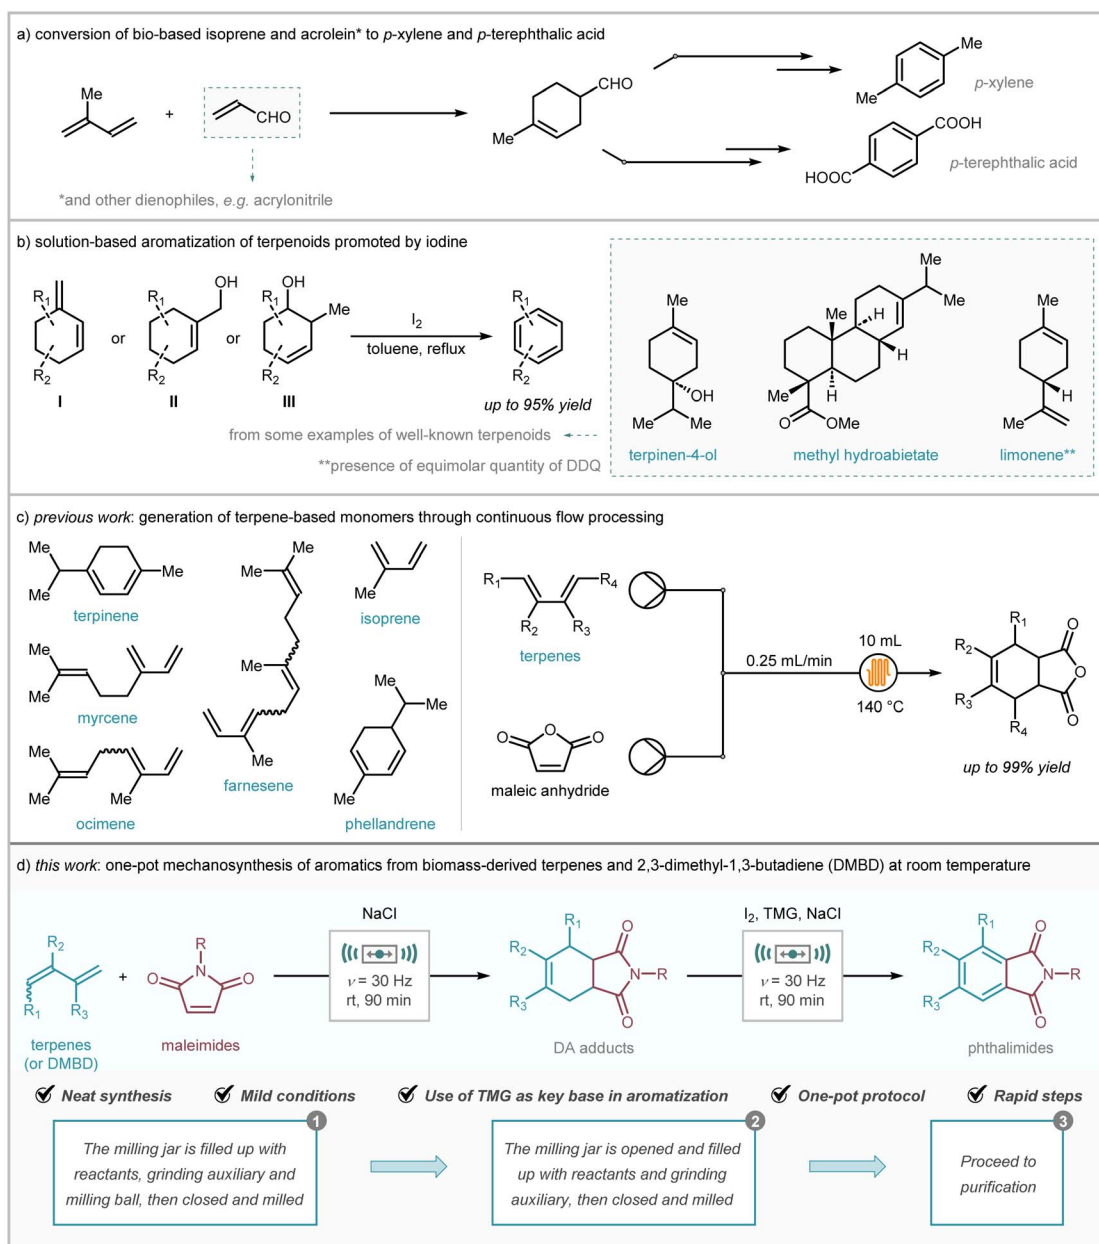 a) conversion of bio-based isoprene and acrolein* to p-xylene and p-terephthalic acid
Me
+
CHO
CHO
Me
Me
Me
p-xylene
COOH
HOOC
p-terephthalic acid
*and other dienophiles, e.g. acrylonitrile
b) solution-based aromatization of terpenoids promoted by iodine
R1
R2
I
or
OH
R1
R2
II
or
OH
R1
Me
R2
III
I2
toluene, reflux
R1
R2
up to 95% yield
from some examples of well-known terpenoids
**presence of equimolar quantity of DDQ
Me
OH
Me
Me
terpinen-4-ol
Me
Me
Me
H
H
Me
H
O
OMe
methyl hydroabietate
Me
H
Me
limonene**
c) previous work: generation of terpene-based monomers through continuous flow processing
Me
Me
Me
terpinene
Me
Me
myrcene
Me
Me
Me
ocimene
Me
Me
Me
Me
farnesene
Me
isoprene
Me
Me
Me
phellandrene
R1
R4
R2
R3
terpenes
O
O
O
maleic anhydride
0.25 mL/min
10 mL
140 °C
R1
R2
R3
R4
O
O
O
up to 99% yield
d) this work: one-pot mechanosynthesis of aromatics from biomass-derived terpenes and 2,3-dimethyl-1,3-butadiene (DMBD) at room temperature
R2
R1
R3
terpenes
(or DMBD)
+
R
N
O
O
maleimides
NaCl
ν = 30 Hz
rt, 90 min
R1
R2
R3
O
N
R
O
DA adducts
I2, TMG, NaCl
ν = 30 Hz
rt, 90 min
R1
R2
R3
O
N
R
O
phthalimides
Neat synthesis
Mild conditions
Use of TMG as key base in aromatization
One-pot protocol
Rapid steps
1
The milling jar is filled up with
reactants, grinding auxiliary and
milling ball, then closed and milled
2
The milling jar is opened and filled
up with reactants and grinding
auxiliary, then closed and milled
3
Proceed to
purification